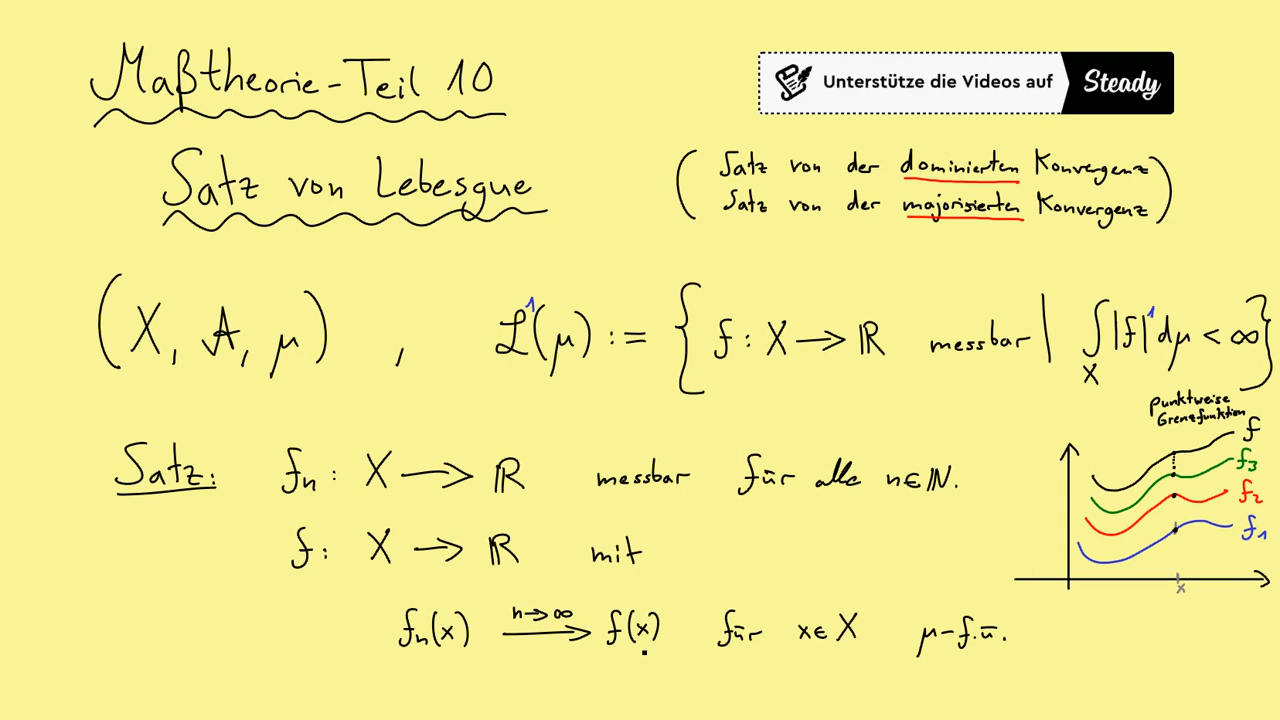 Maßtheorie - Teil 10
Unterstütze die Videos auf Steady
Satz von Lebesgue
( Satz von der dominierten Konvergenz
Satz von der majorisierten Konvergenz )
(X, A, μ) , ℒ¹(μ) := { f : X → ℝ messbar | ∫_X |f|¹ dμ < ∞ }
punktweise
Grenzfunktion
f
f₃
f₂
f₁
x
Satz: fₙ : X → ℝ messbar für alle n ∈ ℕ.
f : X → ℝ mit
fₙ(x) n→∞ → f(x) für x ∈ X μ-f.ü.